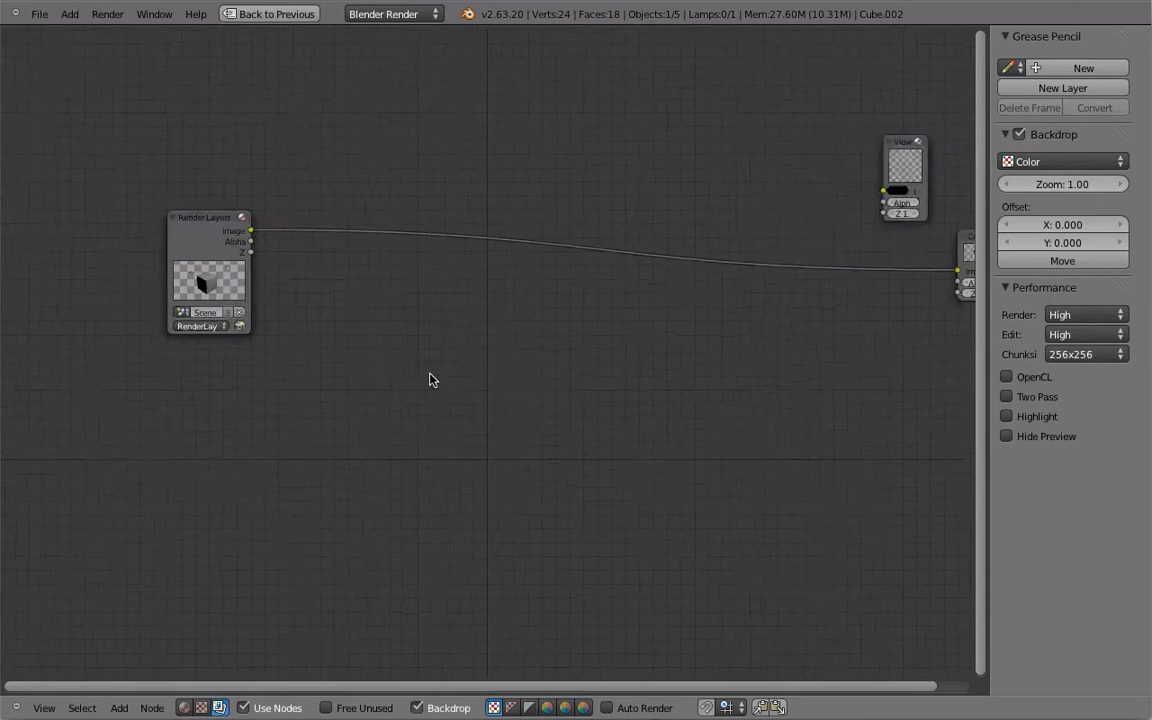 File Add Render Window Help Back to Previous Blender Render v2.63.20 | Verts:24 | Faces:18 | Objects:1/5 | Lamps:0/1 | Mem:27.60M (10.31M) | Cube.002
Grease Pencil
New
New Layer
Delete Frame Convert
Backdrop
Color
Zoom: 1.00
Offset:
X: 0.000
Y: 0.000
Move
Performance
Render: High
Edit: High
Chunksi 256x256
OpenCL
Two Pass
Highlight
Hide Preview
View
I
Alph
Z 1.
Render Layers
Image
Alpha
Z
Scene 3
RenderLay
Im
A
Z
View Select Add Node Use Nodes Free Unused Backdrop Auto Render